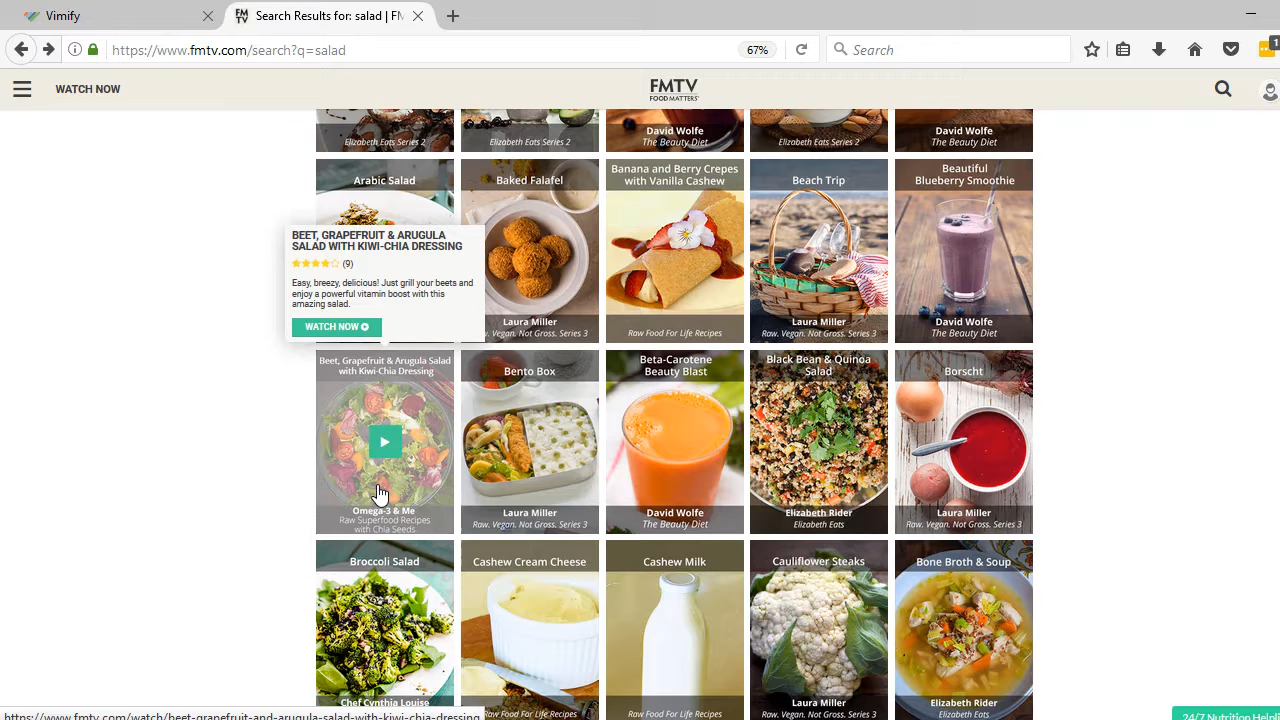 Vimify
FM TV Search results for salad | FM
https://www.fmtv.com/search?q=salad
67%
Search
1
WATCH NOW
FMTV
FOOD MATTERS
Elizabeth Eats Series 2
Elizabeth Eats Series 2
David Wolfe
The Beauty Diet
Elizabeth Eats Series 2
David Wolfe
The Beauty Diet
Arabic Salad
Baked Falafel
Banana and Berry Crepes
with Vanilla Cashew
Beach Trip
Beautiful
Blueberry Smoothie
BEET, GRAPEFRUIT & ARUGULA
SALAD WITH KIWI-CHIA DRESSING
(9)
Easy, breezy, delicious! Just grill your beets and
enjoy a powerful vitamin boost with this
amazing salad.
WATCH NOW
Laura Miller
w. Vegan. Not Gross. Series 3
Raw Food For Life Recipes
Laura Miller
Raw. Vegan. Not Gross. Series 3
David Wolfe
The Beauty Diet
Beet, Grapefruit & Arugula Salad
with Kiwi-Chia Dressing
Bento Box
Beta-Carotene
Beauty Blast
Black Bean & Quinoa
Salad
Borscht
Omega-3 & Me
Raw Superfood Recipes
with Chia Seeds
Laura Miller
Raw. Vegan. Not Gross. Series 3
David Wolfe
The Beauty Diet
Elizabeth Rider
Elizabeth Eats
Laura Miller
Raw. Vegan. Not Gross. Series 3
Broccoli Salad
Cashew Cream Cheese
Cashew Milk
Cauliflower Steaks
Bone Broth & Soup
Chef Cynthia Louise
Raw Food For Life Recipes
Raw Food For Life Recipes
Laura Miller
Raw. Vegan. Not Gross. Series 3
Elizabeth Rider
Elizabeth Eats
https://www.fmtv.com/watch/beet-grapefruit-arugula-salad-with-kiwi-chia-dressing
24/7 Nutrition Help